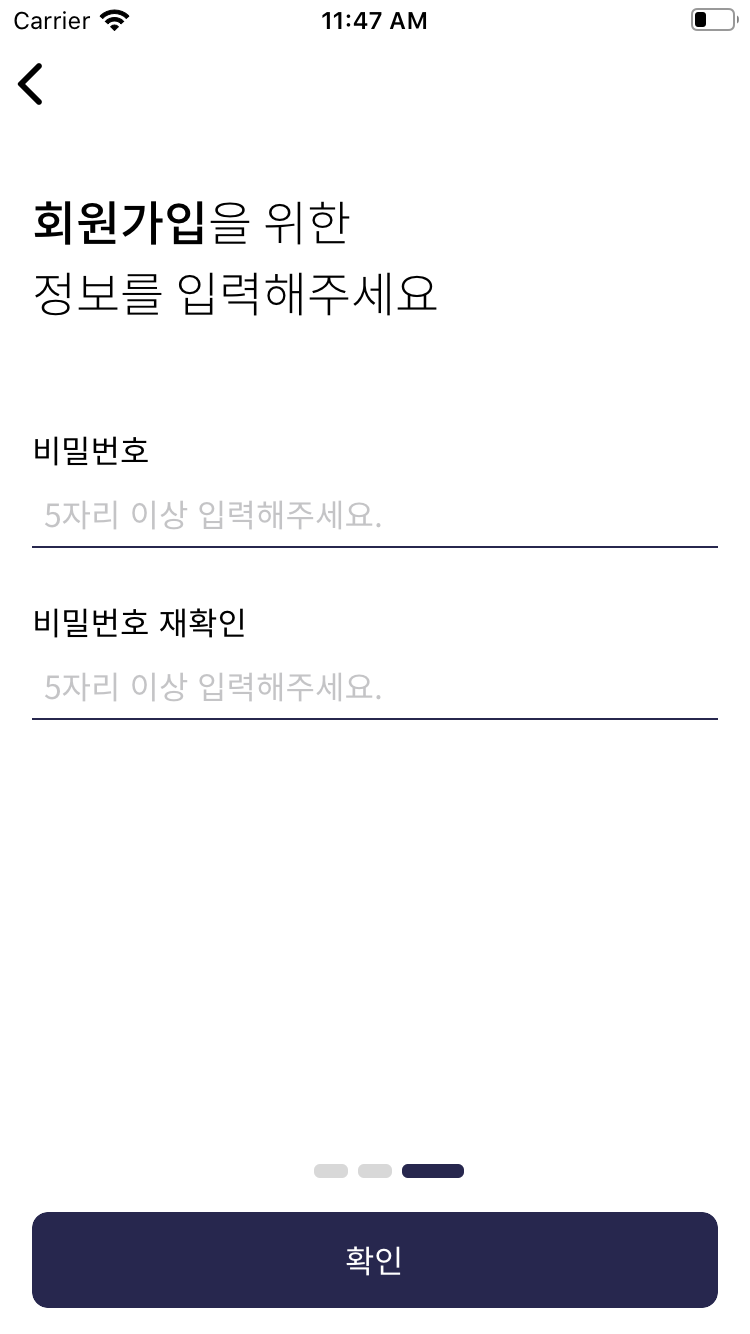 Carrier 11:47 AM
회원가입을 위한
정보를 입력해주세요
비밀번호
5자리 이상 입력해주세요.
비밀번호 재확인
5자리 이상 입력해주세요.
확인